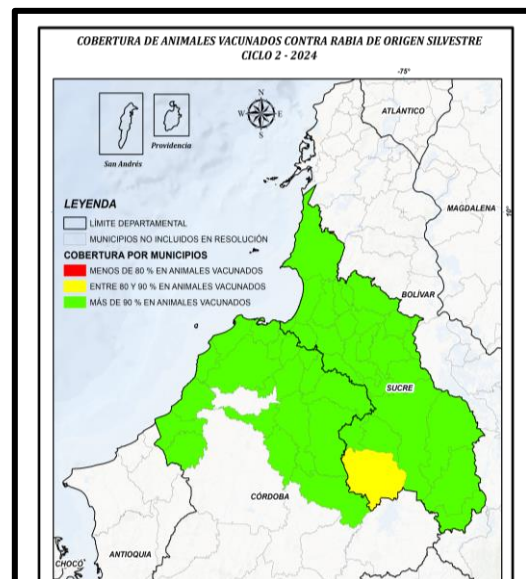 COBERTURA DE ANIMALES VACUNADOS CONTRA RABIA DE ORIGEN SILVESTRE
CICLO 2 - 2024
-75°
N
W E
S
San Andrés
Providencia
ATLÁNTICO
MAGDALENA
10°
LEYENDA
LÍMITE DEPARTAMENTAL
MUNICIPIOS NO INCLUIDOS EN RESOLUCIÓN
COBERTURA POR MUNICIPIOS
MENOS DE 80 % EN ANIMALES VACUNADOS
ENTRE 80 Y 90 % EN ANIMALES VACUNADOS
MÁS DE 90 % EN ANIMALES VACUNADOS
BOLÍVAR
SUCRE
CÓRDOBA
ANTIOQUIA
CHOCÓ